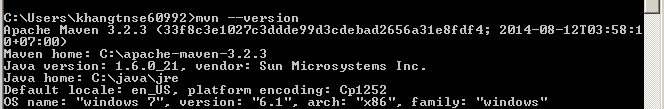 C:\Users\khangtnse60992>mvn --version
Apache Maven 3.2.3 (33f8c3e1027c3ddde99d3cdebad2656a31e8fdf4; 2014-08-12T03:58:1
0+07:00)
Maven home: C:\apache-maven-3.2.3
Java version: 1.6.0_21, vendor: Sun Microsystems Inc.
Java home: C:\java\jre
Default locale: en_US, platform encoding: Cp1252
OS name: "windows 7", version: "6.1", arch: "x86", family: "windows"